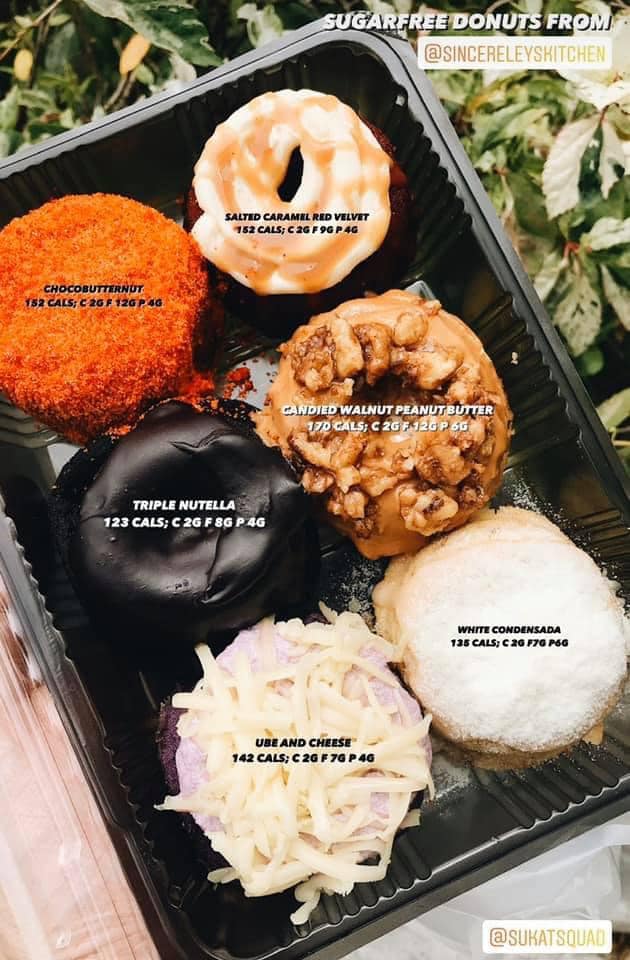 SUGARFREE DONUTS FROM
@SINCERELEYSKITCHEN
SALTED CARAMEL RED VELVET
152 CALS; C 2G F 9G P 4G
CHOCOBUTTERNUT
152 CALS; C 2G F 12G P 4G
CANDIED WALNUT PEANUT BUTTER
170 CALS; C 2G F 12G P 6G
TRIPLE NUTELLA
123 CALS; C 2G F 8G P 4G
WHITE CONDENSADA
135 CALS; C 2G F7G P6G
UBE AND CHEESE
142 CALS; C 2G F 7G P 4G
@SUKATSQUAD